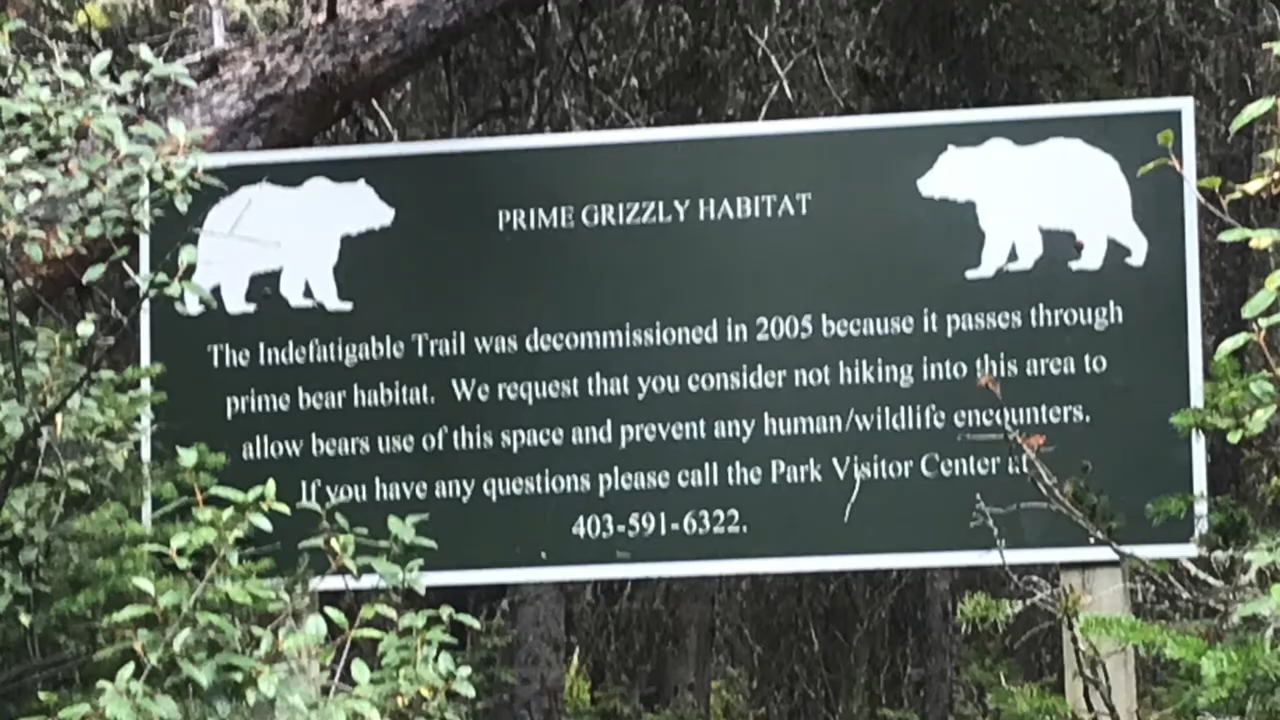 PRIME GRIZZLY HABITAT
The Indefatigable Trail was decommissioned in 2005 because it passes through
prime bear habitat. We request that you consider not hiking into this area to
allow bears use of this space and prevent any human/wildlife encounters.
If you have any questions please call the Park Visitor Center at
403-591-6322.